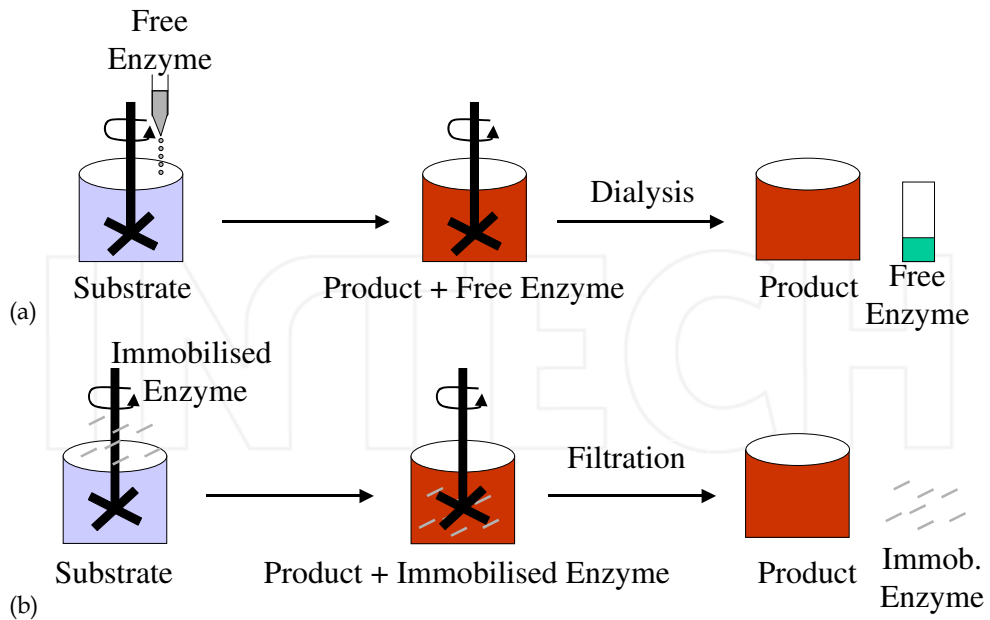 Free
Enzyme
Dialysis
Substrate
Product + Free Enzyme
Product
Free
Enzyme
(a)
Immobilised
Enzyme
Filtration
Substrate
Product + Immobilised Enzyme
Product
Immob.
Enzyme
(b)
INTECH